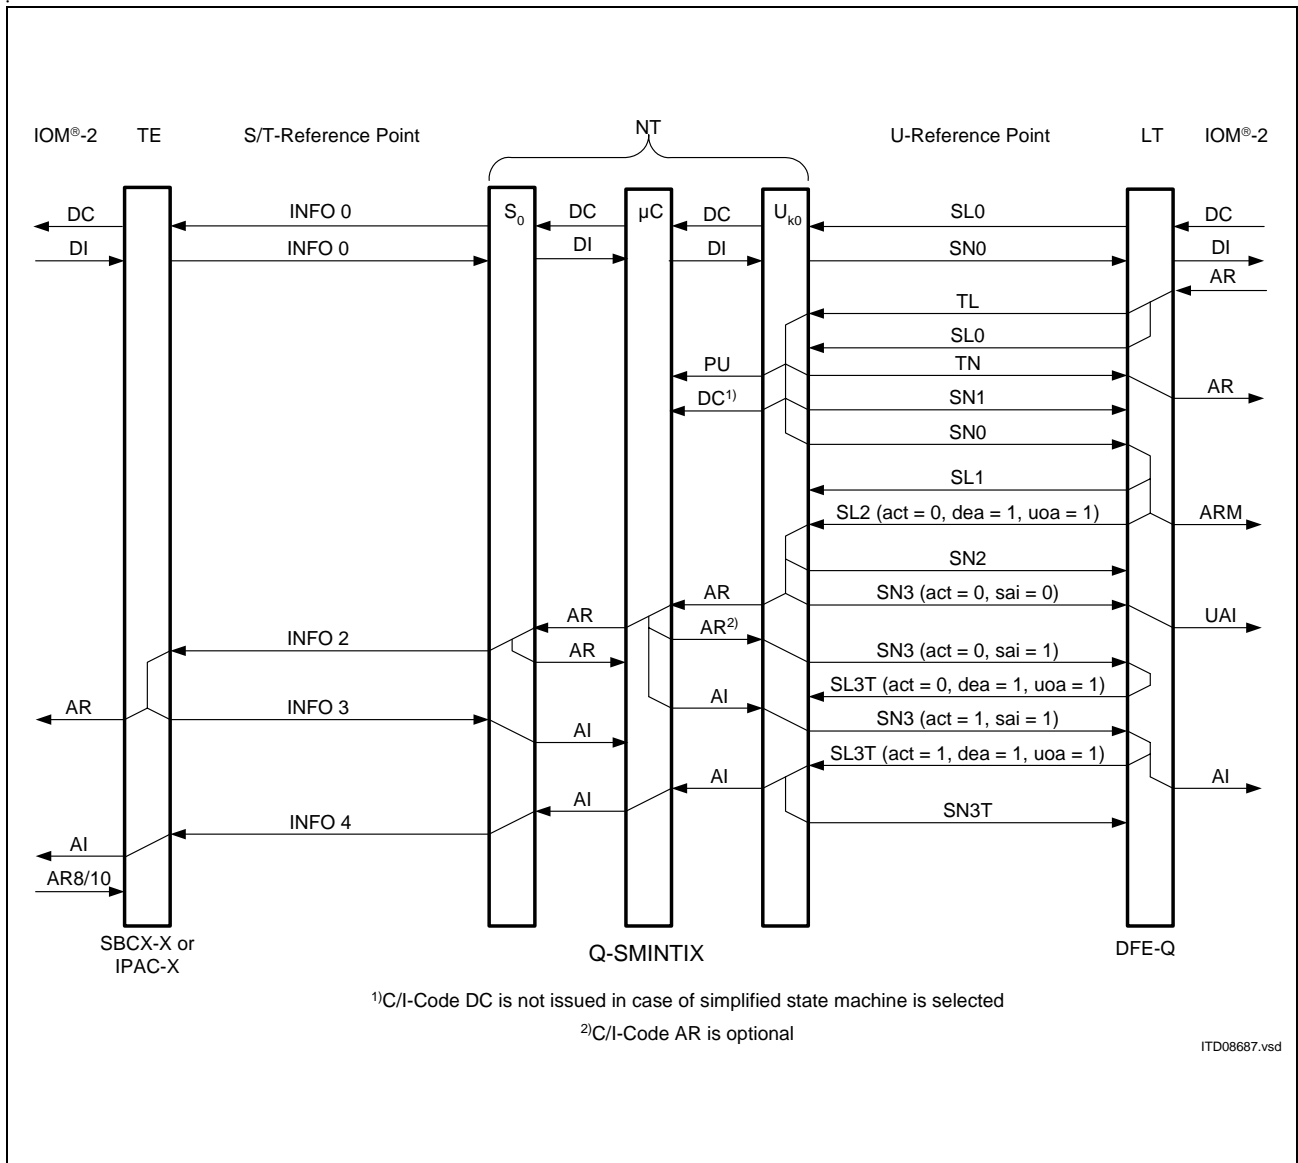 NT
IOM®-2 TE S/T-Reference Point U-Reference Point LT IOM®-2
S0 µC Uk0
DC INFO 0 DC DC SL0 DC
DI INFO 0 DI DI SN0 DI
AR
TL
SL0
PU TN AR
DC1) SN1
SN0
SL1
SL2 (act = 0, dea = 1, uoa = 1) ARM
SN2
AR SN3 (act = 0, sai = 0) UAI
AR
INFO 2 AR2)
AR SN3 (act = 0, sai = 1)
SL3T (act = 0, dea = 1, uoa = 1)
AR INFO 3 AI SN3 (act = 1, sai = 1)
AI
SL3T (act = 1, dea = 1, uoa = 1)
AI AI
AI
INFO 4 SN3T
AI
AR8/10
SBCX-X or
IPAC-X
Q-SMINTIX
DFE-Q
1)C/I-Code DC is not issued in case of simplified state machine is selected
2)C/I-Code AR is optional
ITD08687.vsd